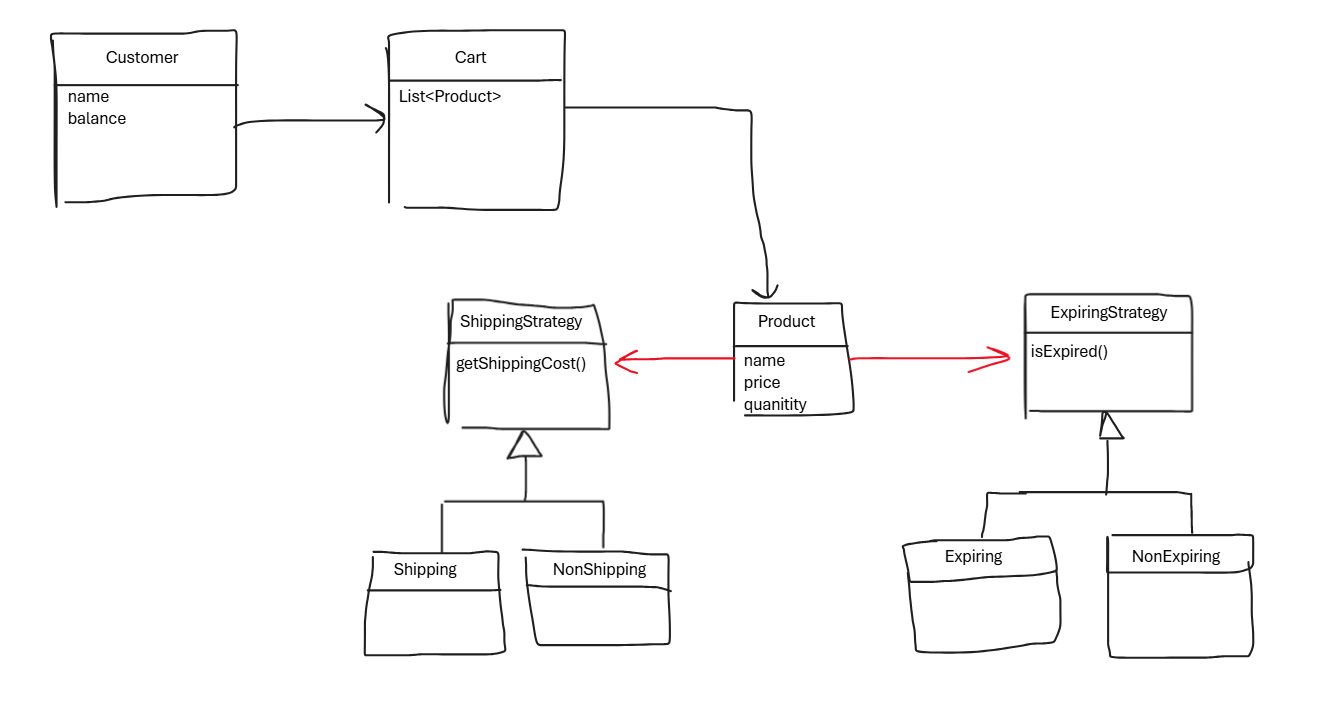 Customer
name
balance
Cart
List<Product>
ShippingStrategy
getShippingCost()
Product
name
price
quanitity
ExpiringStrategy
isExpired()
Shipping
NonShipping
Expiring
NonExpiring